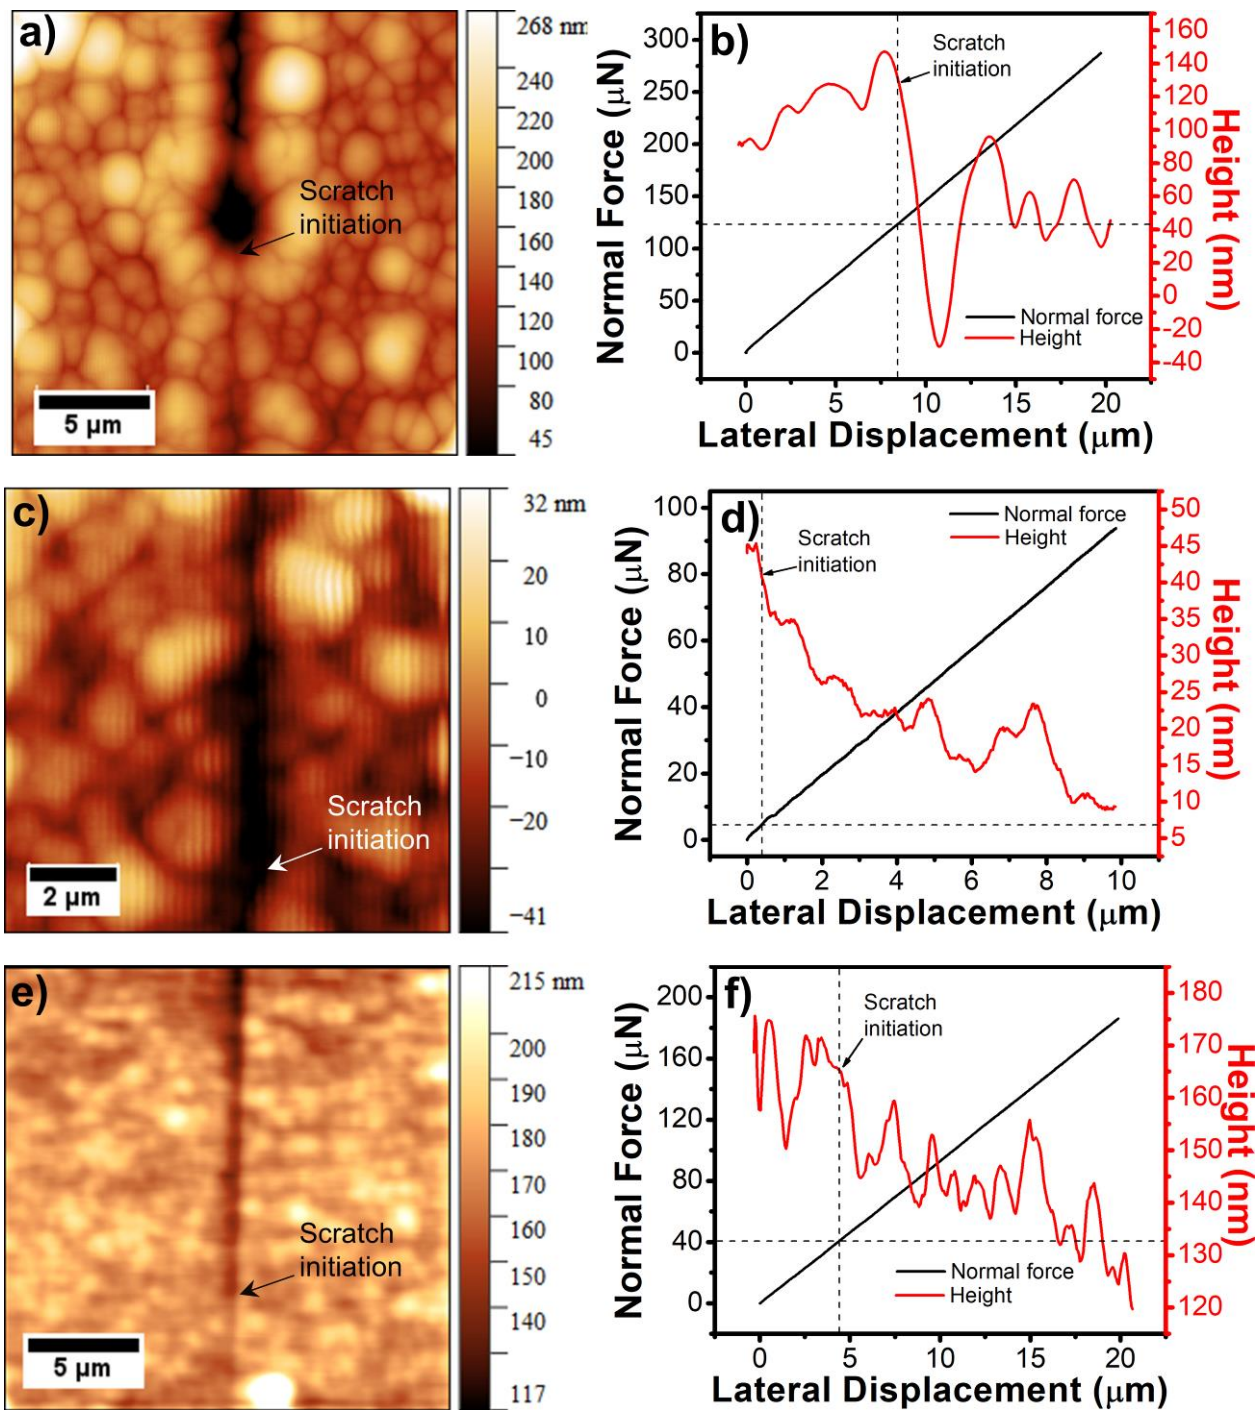 a)
Scratch
initiation
5 μm
268 nm
240
220
200
180
160
140
120
100
80
45
b)
Scratch
initiation
Normal Force (μN)
300
250
200
150
100
50
0
Normal force
Height
160
140
120
100
80
60
40
20
0
-20
-40
Height (nm)
0 5 10 15 20
Lateral Displacement (μm)
c)
Scratch
initiation
2 μm
32 nm
20
10
0
−10
−20
−41
d)
Scratch
initiation
Normal Force (μN)
100
80
60
40
20
0
Normal force
Height
50
45
40
35
30
25
20
15
10
5
Height (nm)
0 2 4 6 8 10
Lateral Displacement (μm)
e)
Scratch
initiation
5 μm
215 nm
200
190
180
170
160
150
140
117
f)
Scratch
initiation
Normal Force (μN)
200
160
120
80
40
0
Normal force
Height
180
170
160
150
140
130
120
Height (nm)
0 5 10 15 20
Lateral Displacement (μm)